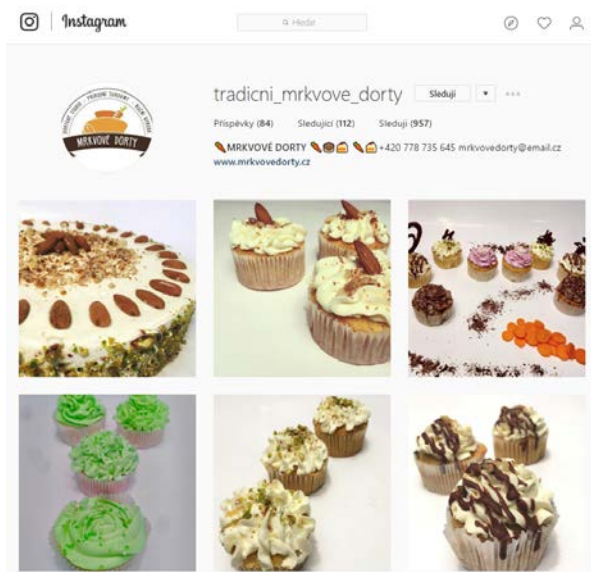 Instagram
Hledat
tradicni_mrkvove_dorty Sleduji
Příspěvky (84) Sledující (112) Sleduji (957)
MRKVOVÉ DORTY +420 778 735 645 mrkvovedorty@email.cz
www.mrkvovedorty.cz
MRKVOVÉ DORTY